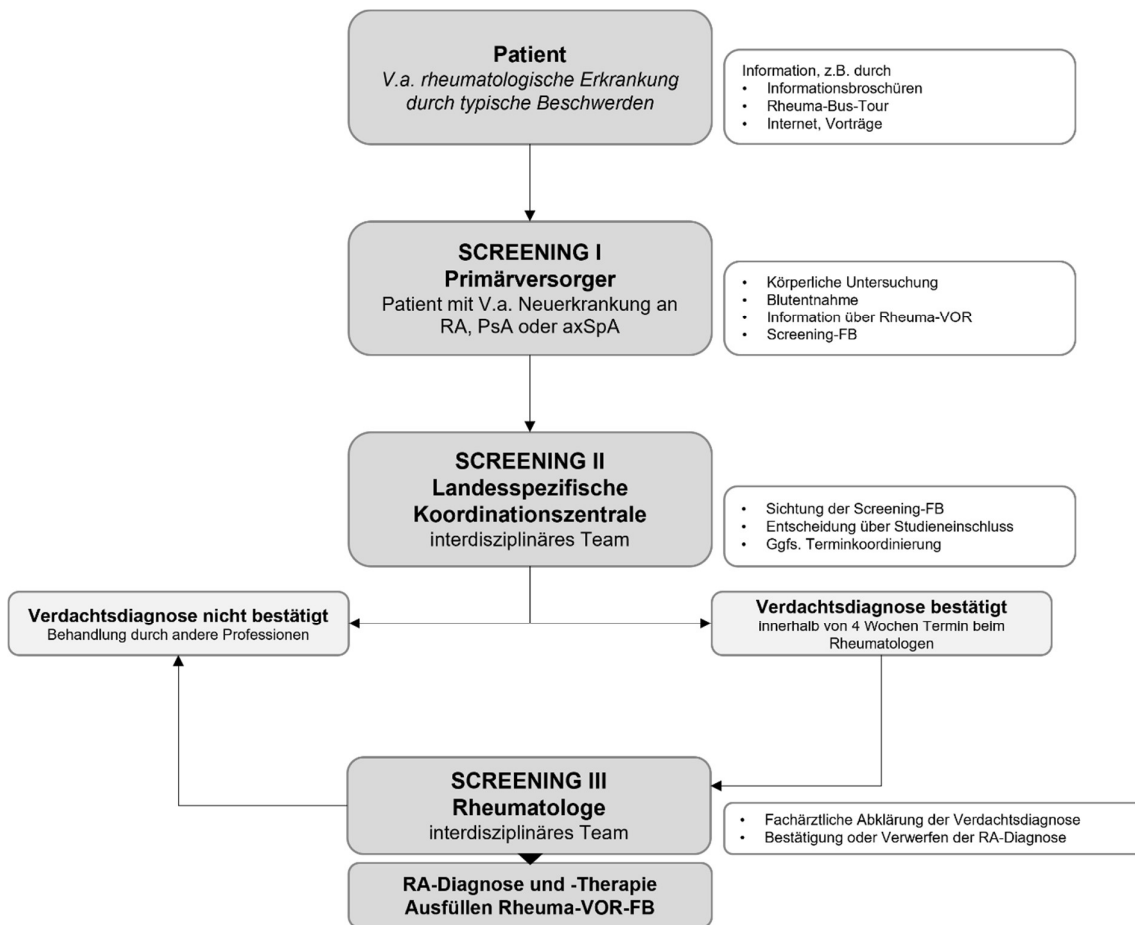 Patient
V.a. rheumatologische Erkrankung
durch typische Beschwerden
Information, z.B. durch
• Informationsbroschüren
• Rheuma-Bus-Tour
• Internet, Vorträge
SCREENING I
Primärversorger
Patient mit V.a. Neuerkrankung an
RA, PsA oder axSpA
• Körperliche Untersuchung
• Blutentnahme
• Information über Rheuma-VOR
• Screening-FB
SCREENING II
Landesspezifische
Koordinationszentrale
interdisziplinäres Team
• Sichtung der Screening-FB
• Entscheidung über Studieneinschluss
• Ggfs. Terminkoordinierung
Verdachtsdiagnose nicht bestätigt
Behandlung durch andere Professionen
Verdachtsdiagnose bestätigt
Innerhalb von 4 Wochen Termin beim
Rheumatologen
SCREENING III
Rheumatologe
interdisziplinäres Team
• Fachärztliche Abklärung der Verdachtsdiagnose
• Bestätigung oder Verwerfen der RA-Diagnose
RA-Diagnose und -Therapie
Ausfüllen Rheuma-VOR-FB